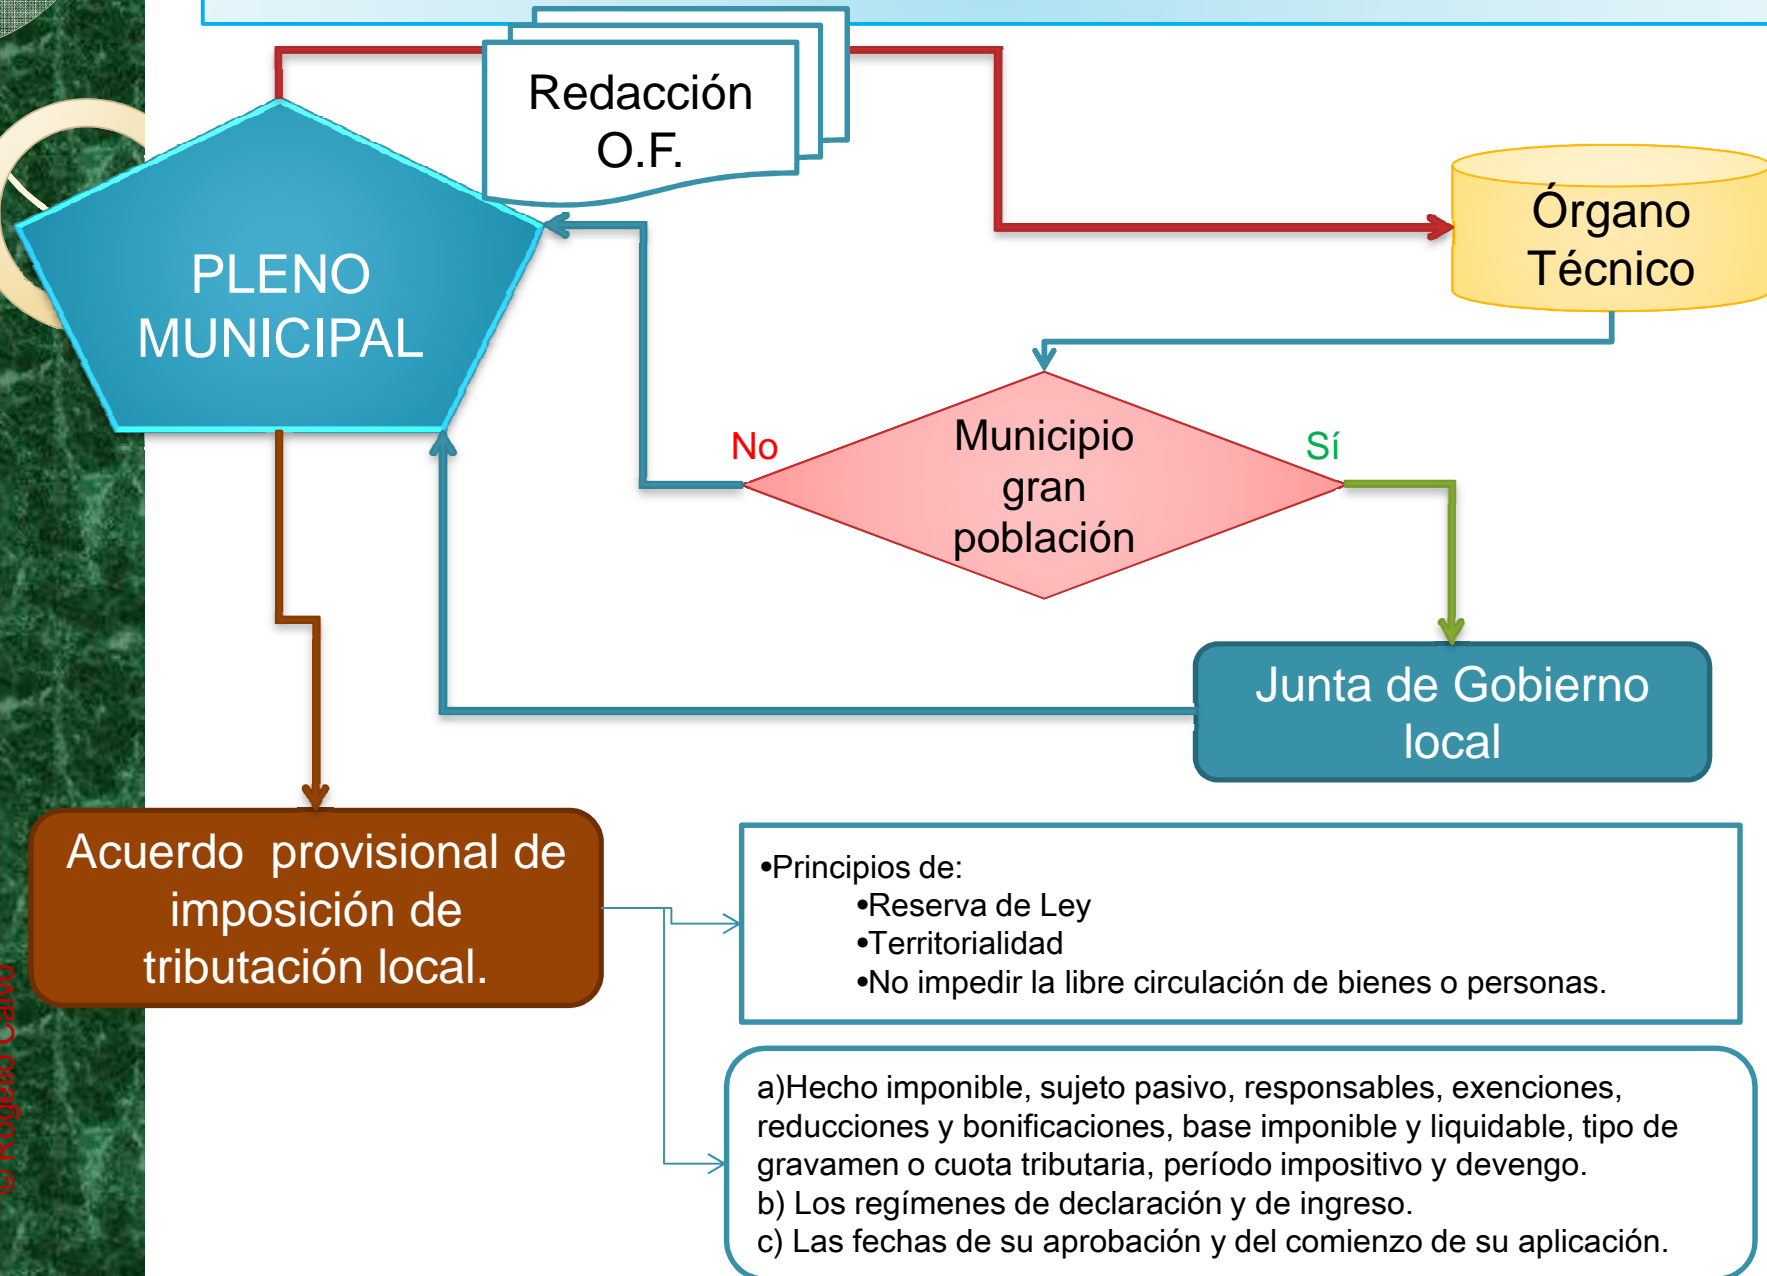 Redacción
O.F.
Órgano
Técnico
PLENO
MUNICIPAL
No
Municipio
gran
población
Sí
Junta de Gobierno
local
Acuerdo  provisional de
imposición de
tributación local.
•Principios de:
•Reserva de Ley
•Territorialidad
•No impedir la libre circulación de bienes o personas.
a)Hecho imponible, sujeto pasivo, responsables, exenciones,
reducciones y bonificaciones, base imponible y liquidable, tipo de
gravamen o cuota tributaria, período impositivo y devengo.
b) Los regímenes de declaración y de ingreso.
c) Las fechas de su aprobación y del comienzo de su aplicación.
© Rogelio Calvo